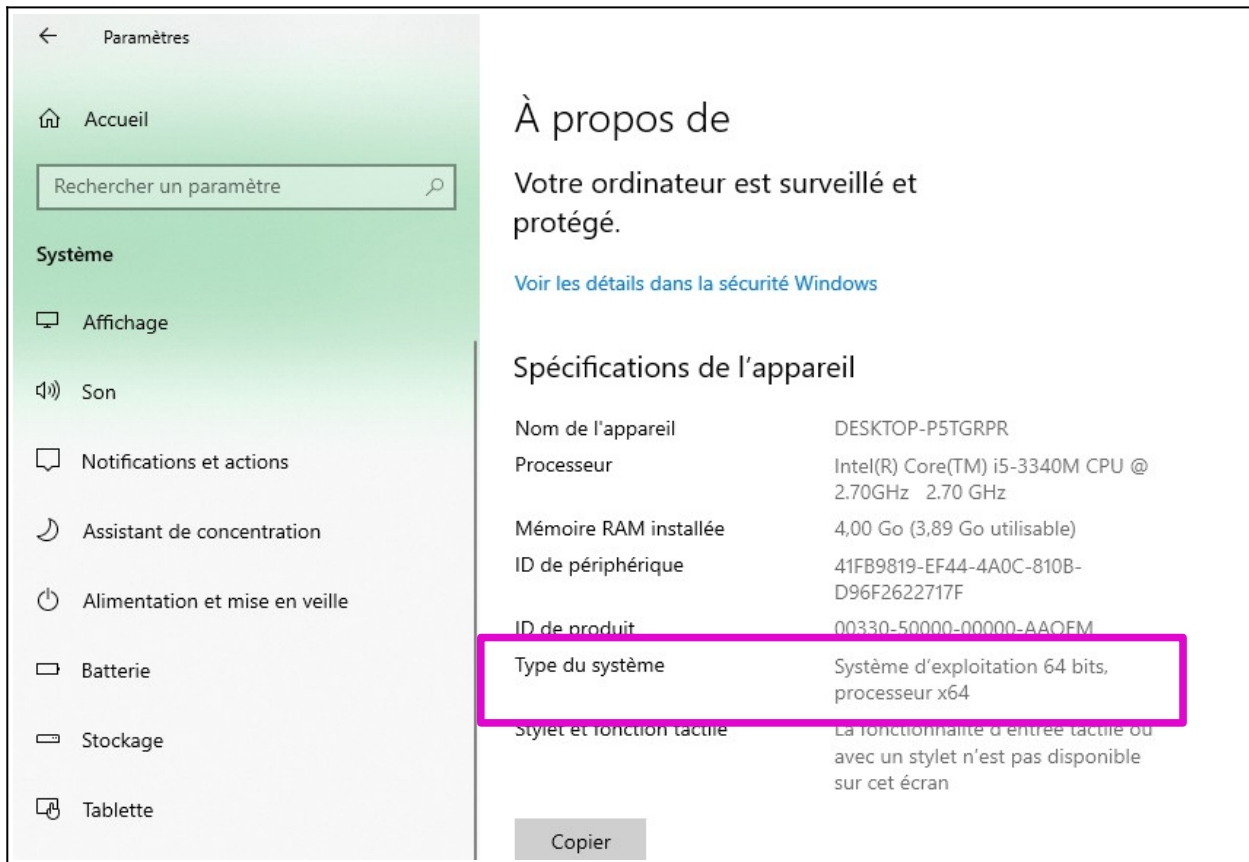 Paramètres
Accueil
Rechercher un paramètre
Système
Affichage
Son
Notifications et actions
Assistant de concentration
Alimentation et mise en veille
Batterie
Stockage
Tablette
À propos de
Votre ordinateur est surveillé et
protégé.
Voir les détails dans la sécurité Windows
Spécifications de l'appareil
Nom de l'appareil DESKTOP-P5TGRPR
Processeur Intel(R) Core(TM) i5-3340M CPU @
2.70GHz 2.70 GHz
Mémoire RAM installée 4,00 Go (3,89 Go utilisable)
ID de périphérique 41FB9819-EF44-4A0C-810B-
D96F2622717F
ID de produit 00330-50000-00000-AAOEM
Type du système Système d'exploitation 64 bits,
processeur x64
Stylet et fonction tactile La fonctionnalité d'entrée tactile ou
avec un stylet n'est pas disponible
sur cet écran
Copier